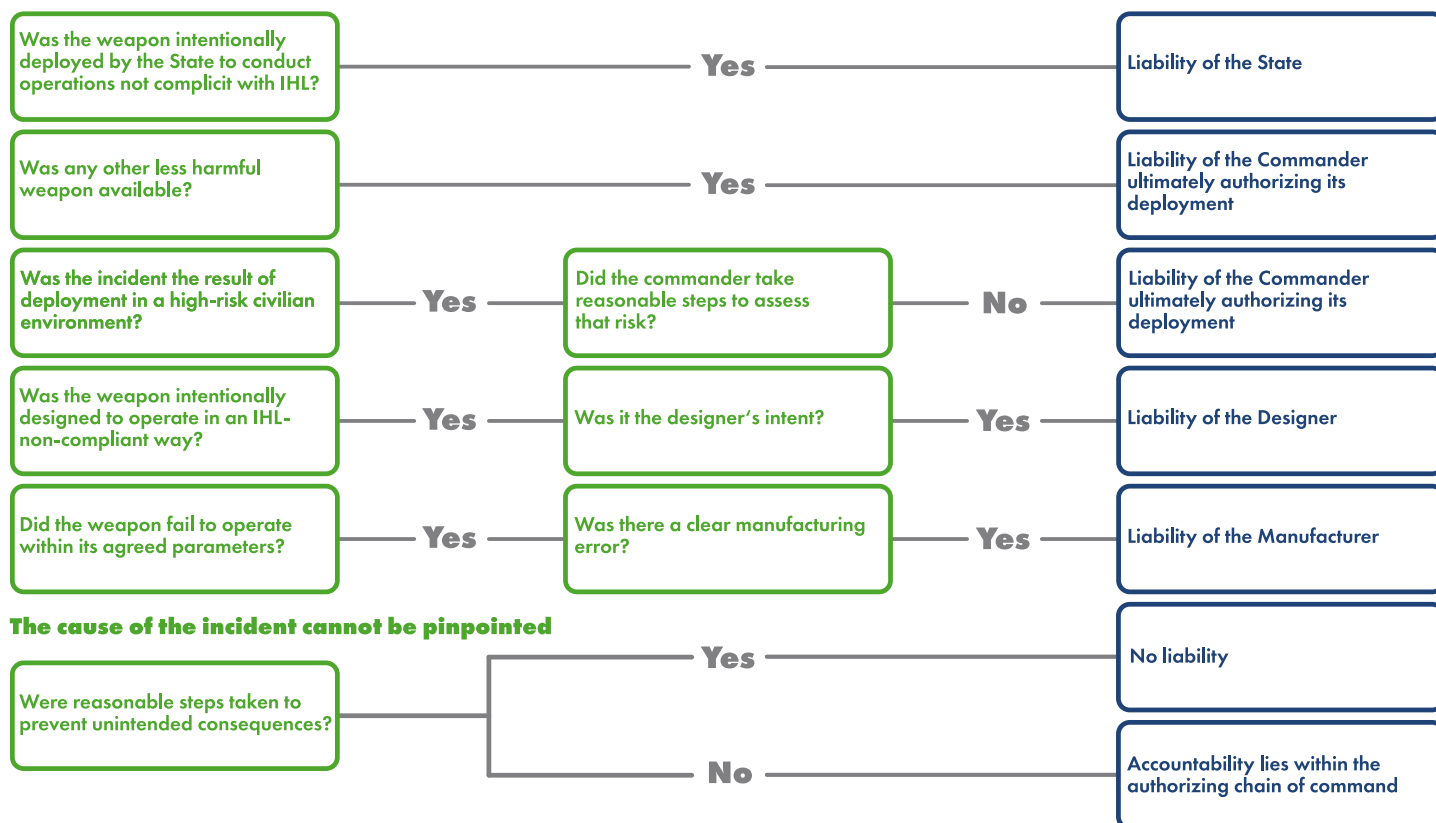 Was the weapon intentionally
deployed by the State to conduct
operations not complicit with IHL?
Yes
Liability of the State
Was any other less harmful
weapon available?
Yes
Liability of the Commander
ultimately authorizing its
deployment
Was the incident the result of
deployment in a high-risk civilian
environment?
Yes
Did the commander take
reasonable steps to assess
that risk?
No
Liability of the Commander
ultimately authorizing its
deployment
Was the weapon intentionally
designed to operate in an IHL-
non-compliant way?
Yes
Was it the designer‘s intent?
Yes
Liability of the Designer
Did the weapon fail to operate
within its agreed parameters?
Yes
Was there a clear manufacturing
error?
Yes
Liability of the Manufacturer
The cause of the incident cannot be pinpointed
Were reasonable steps taken to
prevent unintended consequences?
Yes
No liability
No
Accountability lies within the
authorizing chain of command